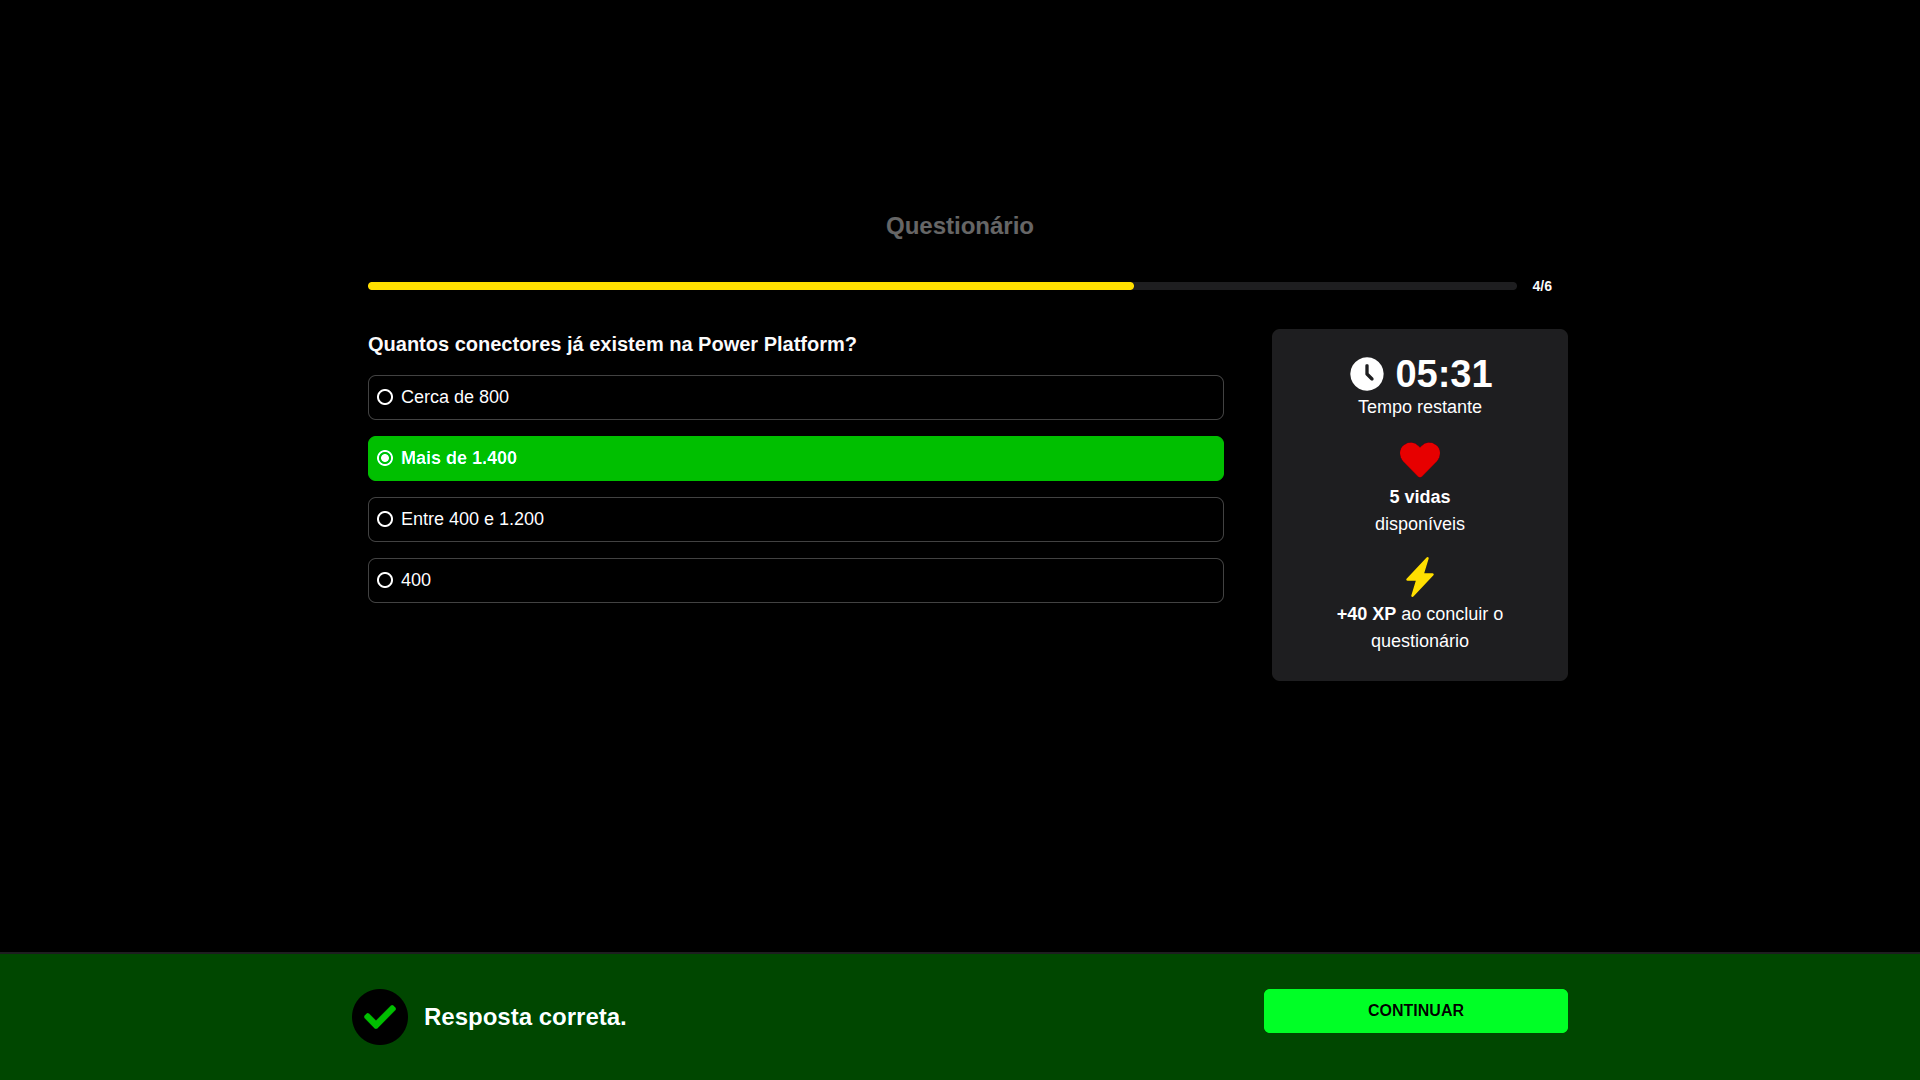 Questionário
4/6
Quantos conectores já existem na Power Platform?
Cerca de 800
Mais de 1.400
Entre 400 e 1.200
400
05:31
Tempo restante
5 vidas
disponíveis
+40 XP ao concluir o
questionário
Resposta correta.
CONTINUAR